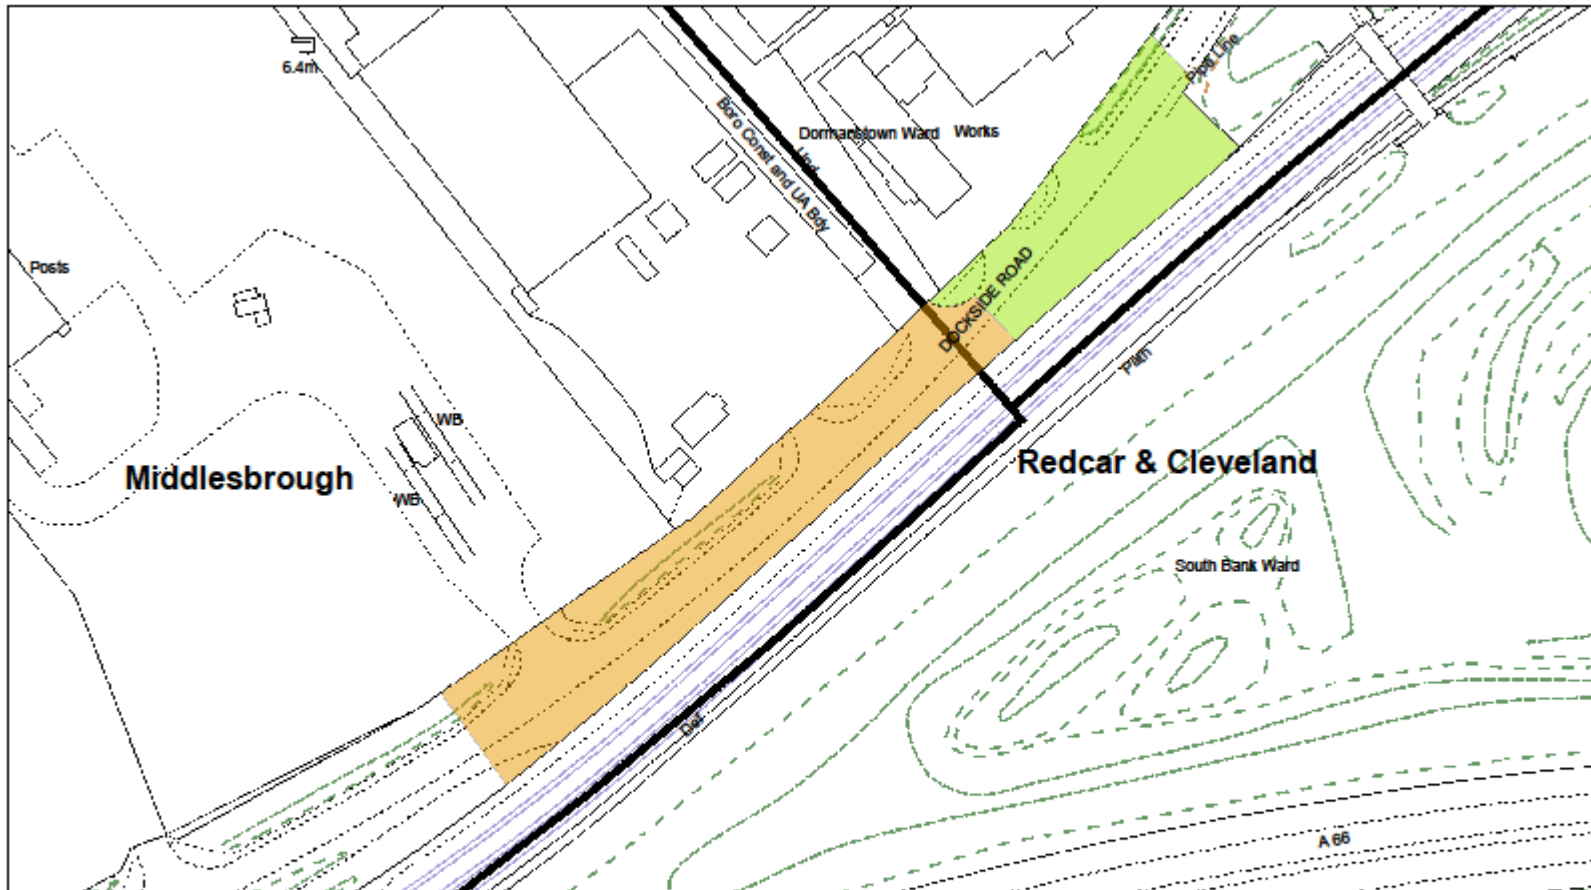 6.4m
Pipe Line
Boro Const and UA Bdy
Und
Dormanstown Ward
Works
Posts
DOCKSIDE ROAD
Path
WB
WB
Middlesbrough
Redcar & Cleveland
South Bank Ward
Def
A 66